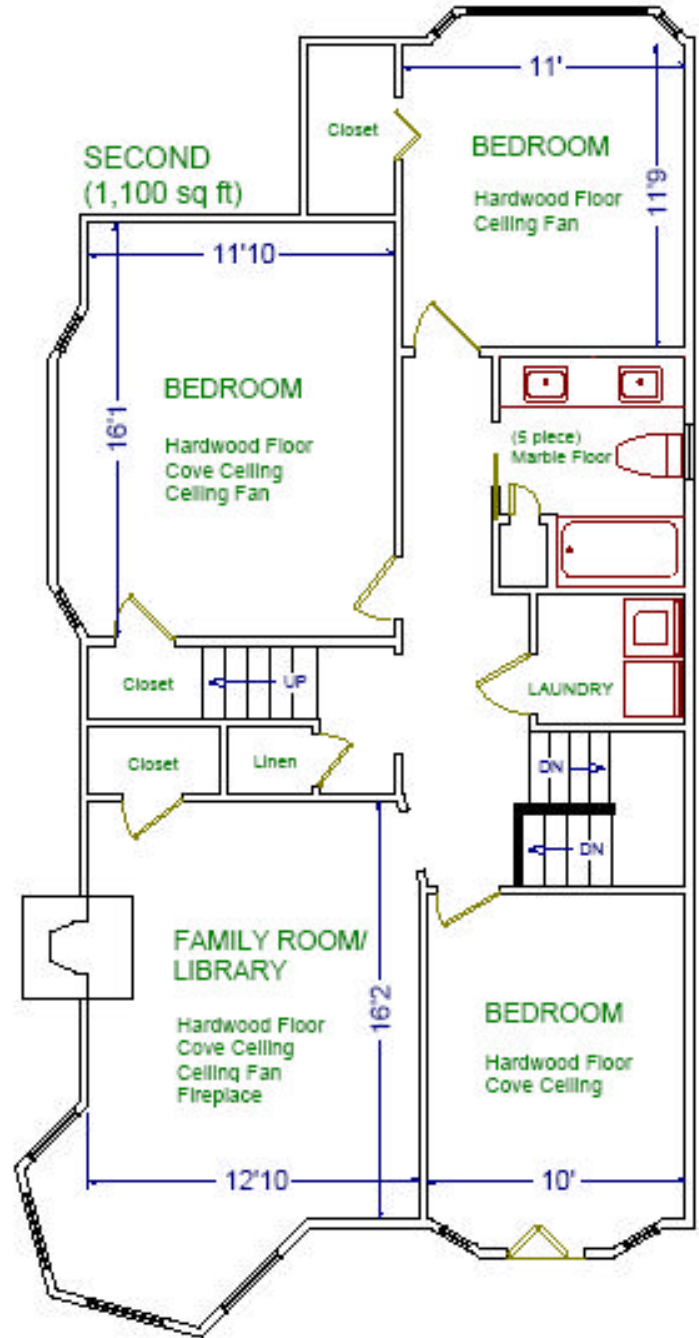 11'
Closet
BEDROOM
SECOND
(1,100 sq ft)
11'9
Hardwood Floor
Ceiling Fan
11'10
BEDROOM
16'1
Hardwood Floor
Cove Ceiling
Ceiling Fan
(5 piece)
Marble Floor
Closet
UP
LAUNDRY
Closet
Linen
DN
DN
FAMILY ROOM/
LIBRARY
16'2
BEDROOM
Hardwood Floor
Cove Ceiling
Ceiling Fan
Fireplace
Hardwood Floor
Cove Ceiling
12'10
10'